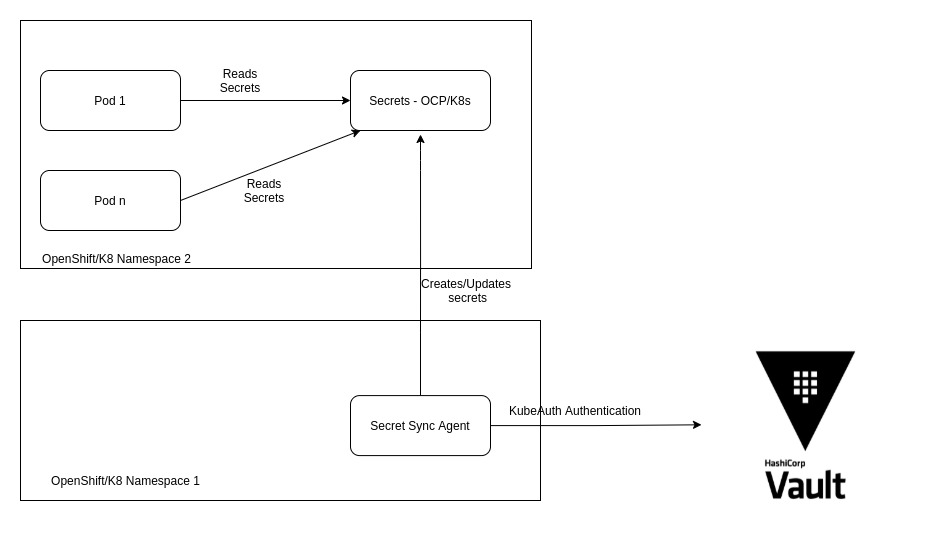 Reads
Secrets
Pod 1
Secrets - OCP/K8s
Reads
Secrets
Pod n
OpenShift/K8 Namespace 2
Creates/Updates
secrets
KubeAuth Authentication
Secret Sync Agent
OpenShift/K8 Namespace 1
HashiCorp
Vault